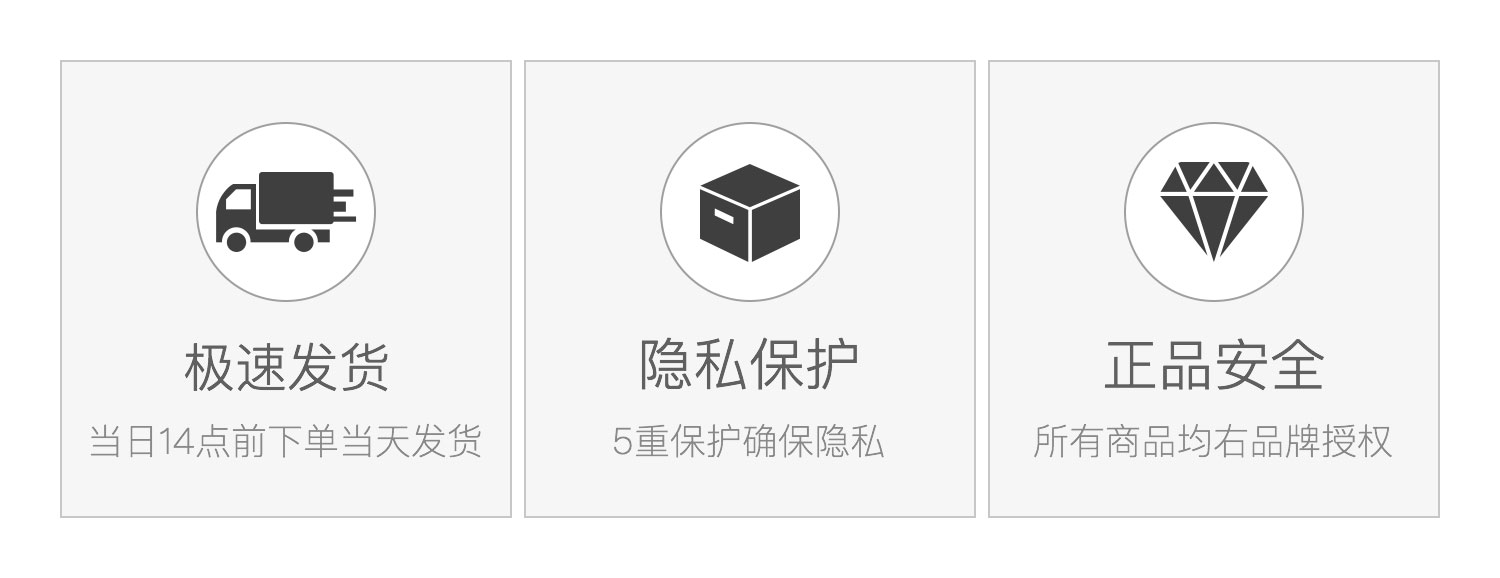 极速发货
当日14点前下单当天发货
隐私保护
5重保护确保隐私
正品安全
所有商品均右品牌授权